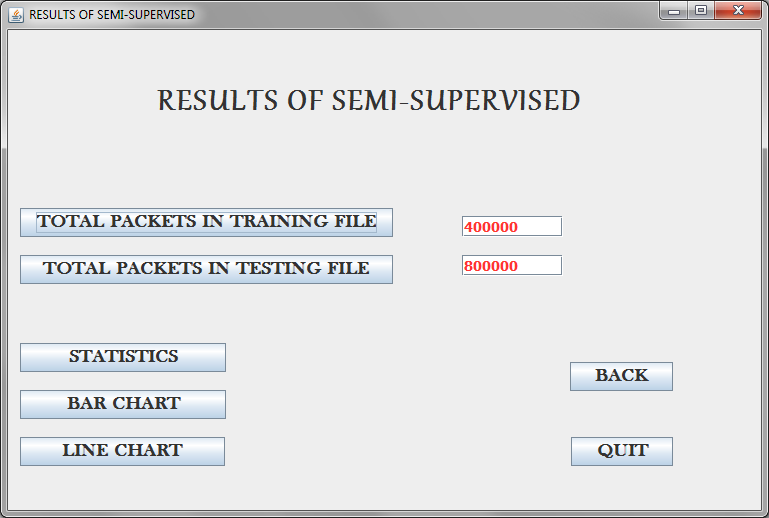 RESULTS OF SEMI-SUPERVISED
RESULTS OF SEMI-SUPERVISED
TOTAL PACKETS IN TRAINING FILE
400000
TOTAL PACKETS IN TESTING FILE
800000
STATISTICS
BACK
BAR CHART
LINE CHART
QUIT